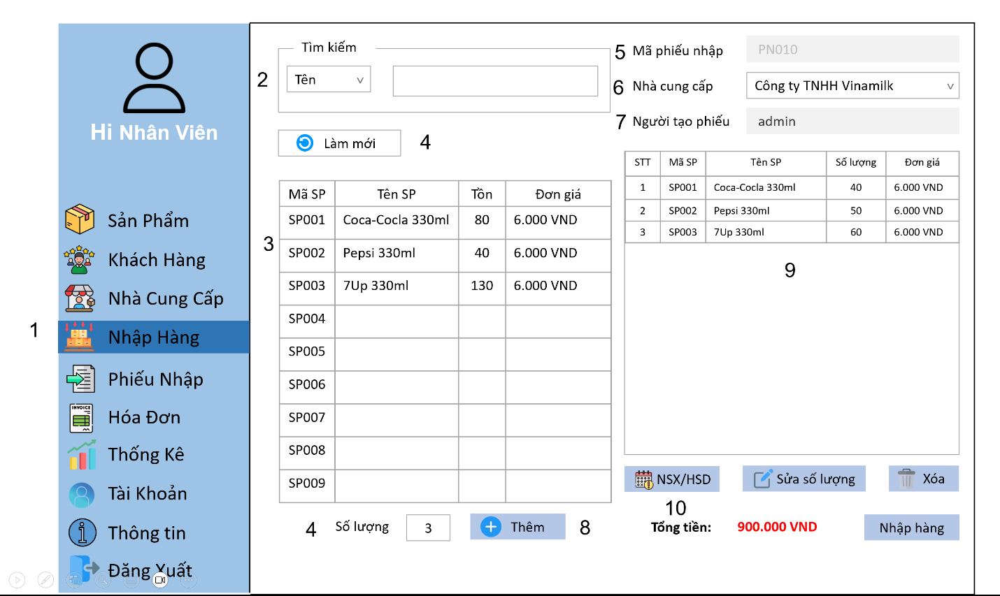 Hi Nhân Viên
1
Sản Phẩm
Khách Hàng
Nhà Cung Cấp
Nhập Hàng
Phiếu Nhập
INVOICE
Hóa Đơn
Thống Kê
Tài Khoản
Thông tin
Đăng Xuất
Tìm kiếm
2
Tên
Làm mới
4
3
Mã SP Tên SP Tồn Đơn giá
SP001 Coca-Cocla 330ml 80 6.000 VND
SP002 Pepsi 330ml 40 6.000 VND
SP003 7Up 330ml 130 6.000 VND
SP004
SP005
SP006
SP007
SP008
SP009
4 Số lượng 3 Thêm 8
5 Mã phiếu nhập PN010
6 Nhà cung cấp Công ty TNHH Vinamilk
7 Người tạo phiếu admin
STT Mã SP Tên SP Số lượng Đơn giá
1 SP001 Coca-Cocla 330ml 40 6.000 VND
2 SP002 Pepsi 330ml 50 6.000 VND
3 SP003 7Up 330ml 60 6.000 VND
9
NSX/HSD Sửa số lượng Xóa
10
Tổng tiền: 900.000 VND Nhập hàng